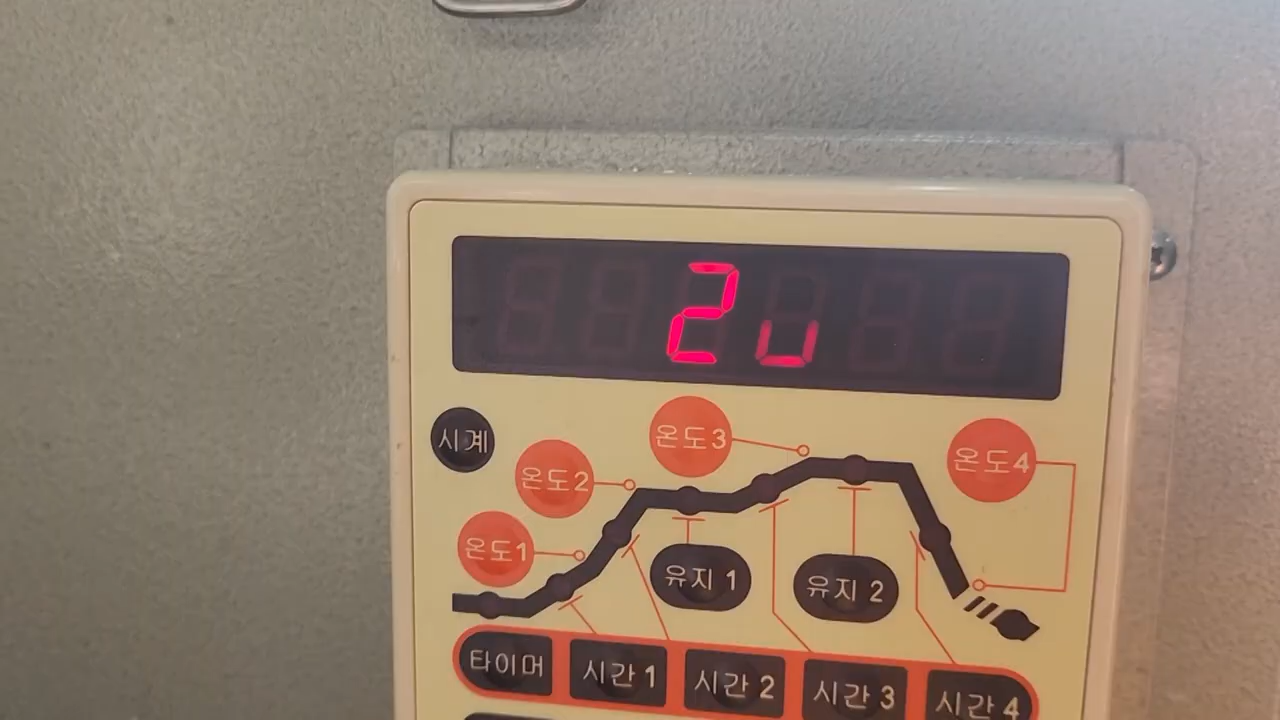 2u
시계
온도3
온도4
온도2
온도1
유지 1
유지 2
타이머
시간 1
시간 2
시간 3
시간 4